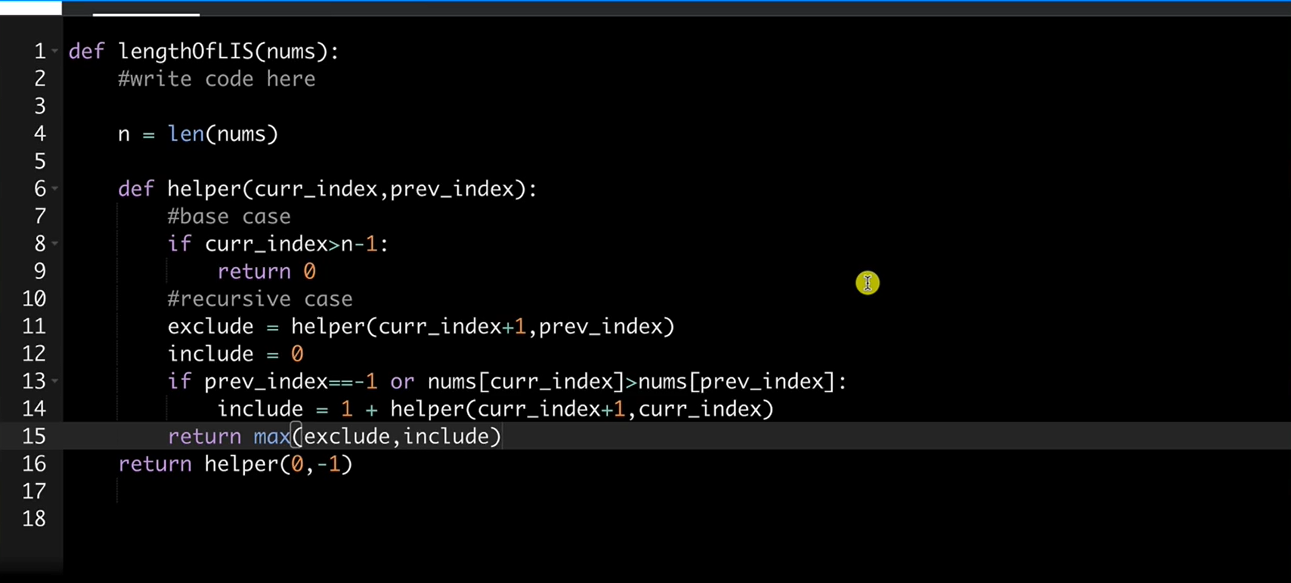 1 def lengthOfLIS(nums):
2     #write code here
3
4     n = len(nums)
5
6     def helper(curr_index,prev_index):
7         #base case
8         if curr_index>n-1:
9             return 0
10         #recursive case
11         exclude = helper(curr_index+1,prev_index)
12         include = 0
13         if prev_index==-1 or nums[curr_index]>nums[prev_index]:
14             include = 1 + helper(curr_index+1,curr_index)
15         return max(exclude,include)
16     return helper(0,-1)
17
18